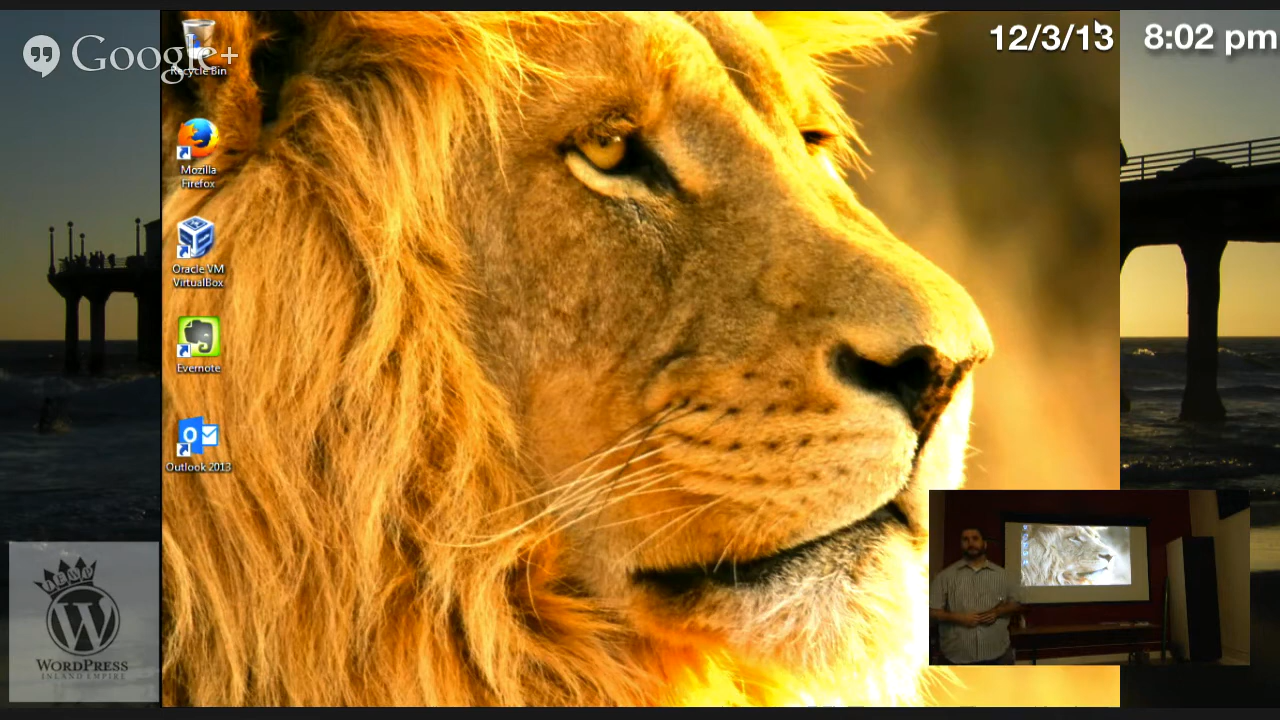 Google+
12/3/13 8:02 pm
Recycle Bin
Mozilla
Firefox
Oracle VM
VirtualBox
Evernote
Outlook 2013
IEWP
W
WORDPRESS
INLAND EMPIRE